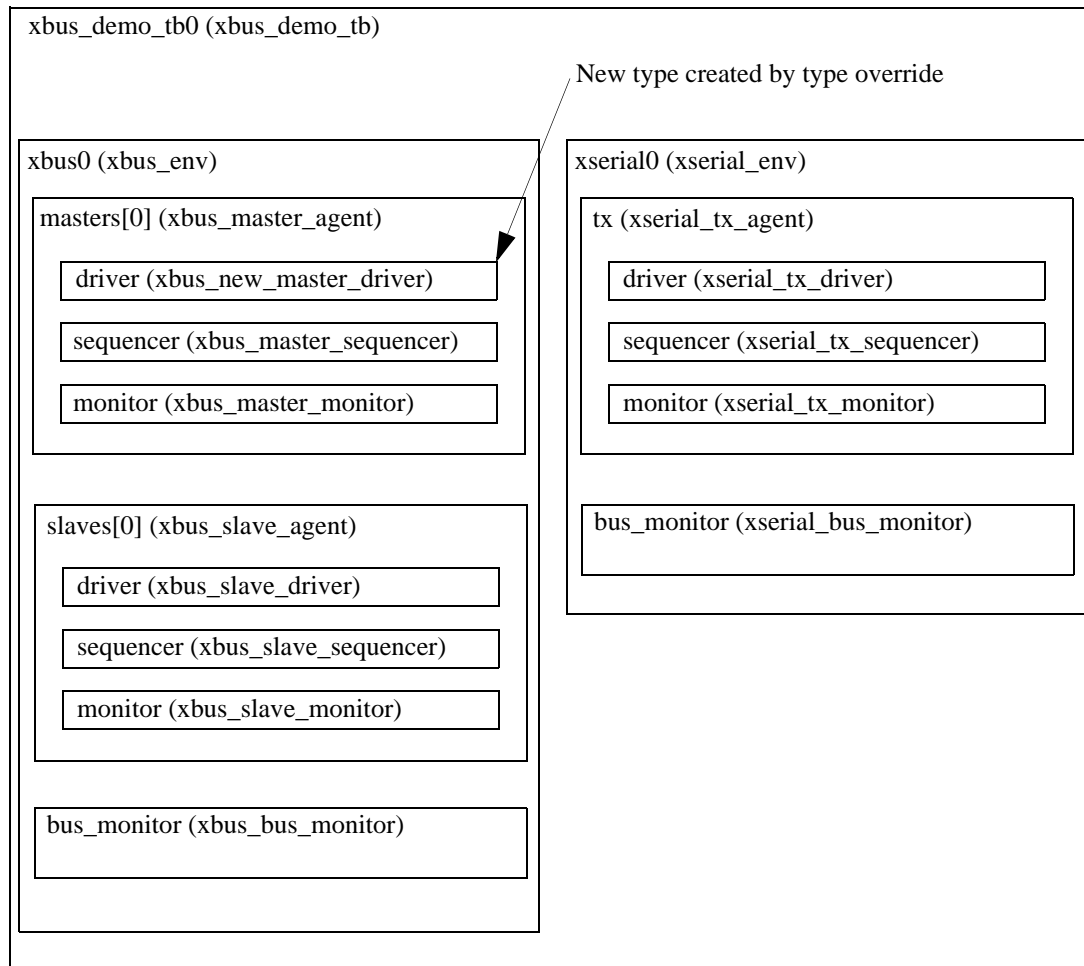 xbus_demo_tb0 (xbus_demo_tb)
New type created by type override
xbus0 (xbus_env)
masters[0] (xbus_master_agent)
driver (xbus_new_master_driver)
sequencer (xbus_master_sequencer)
monitor (xbus_master_monitor)
slaves[0] (xbus_slave_agent)
driver (xbus_slave_driver)
sequencer (xbus_slave_sequencer)
monitor (xbus_slave_monitor)
bus_monitor (xbus_bus_monitor)
xserial0 (xserial_env)
tx (xserial_tx_agent)
driver (xserial_tx_driver)
sequencer (xserial_tx_sequencer)
monitor (xserial_tx_monitor)
bus_monitor (xserial_bus_monitor)